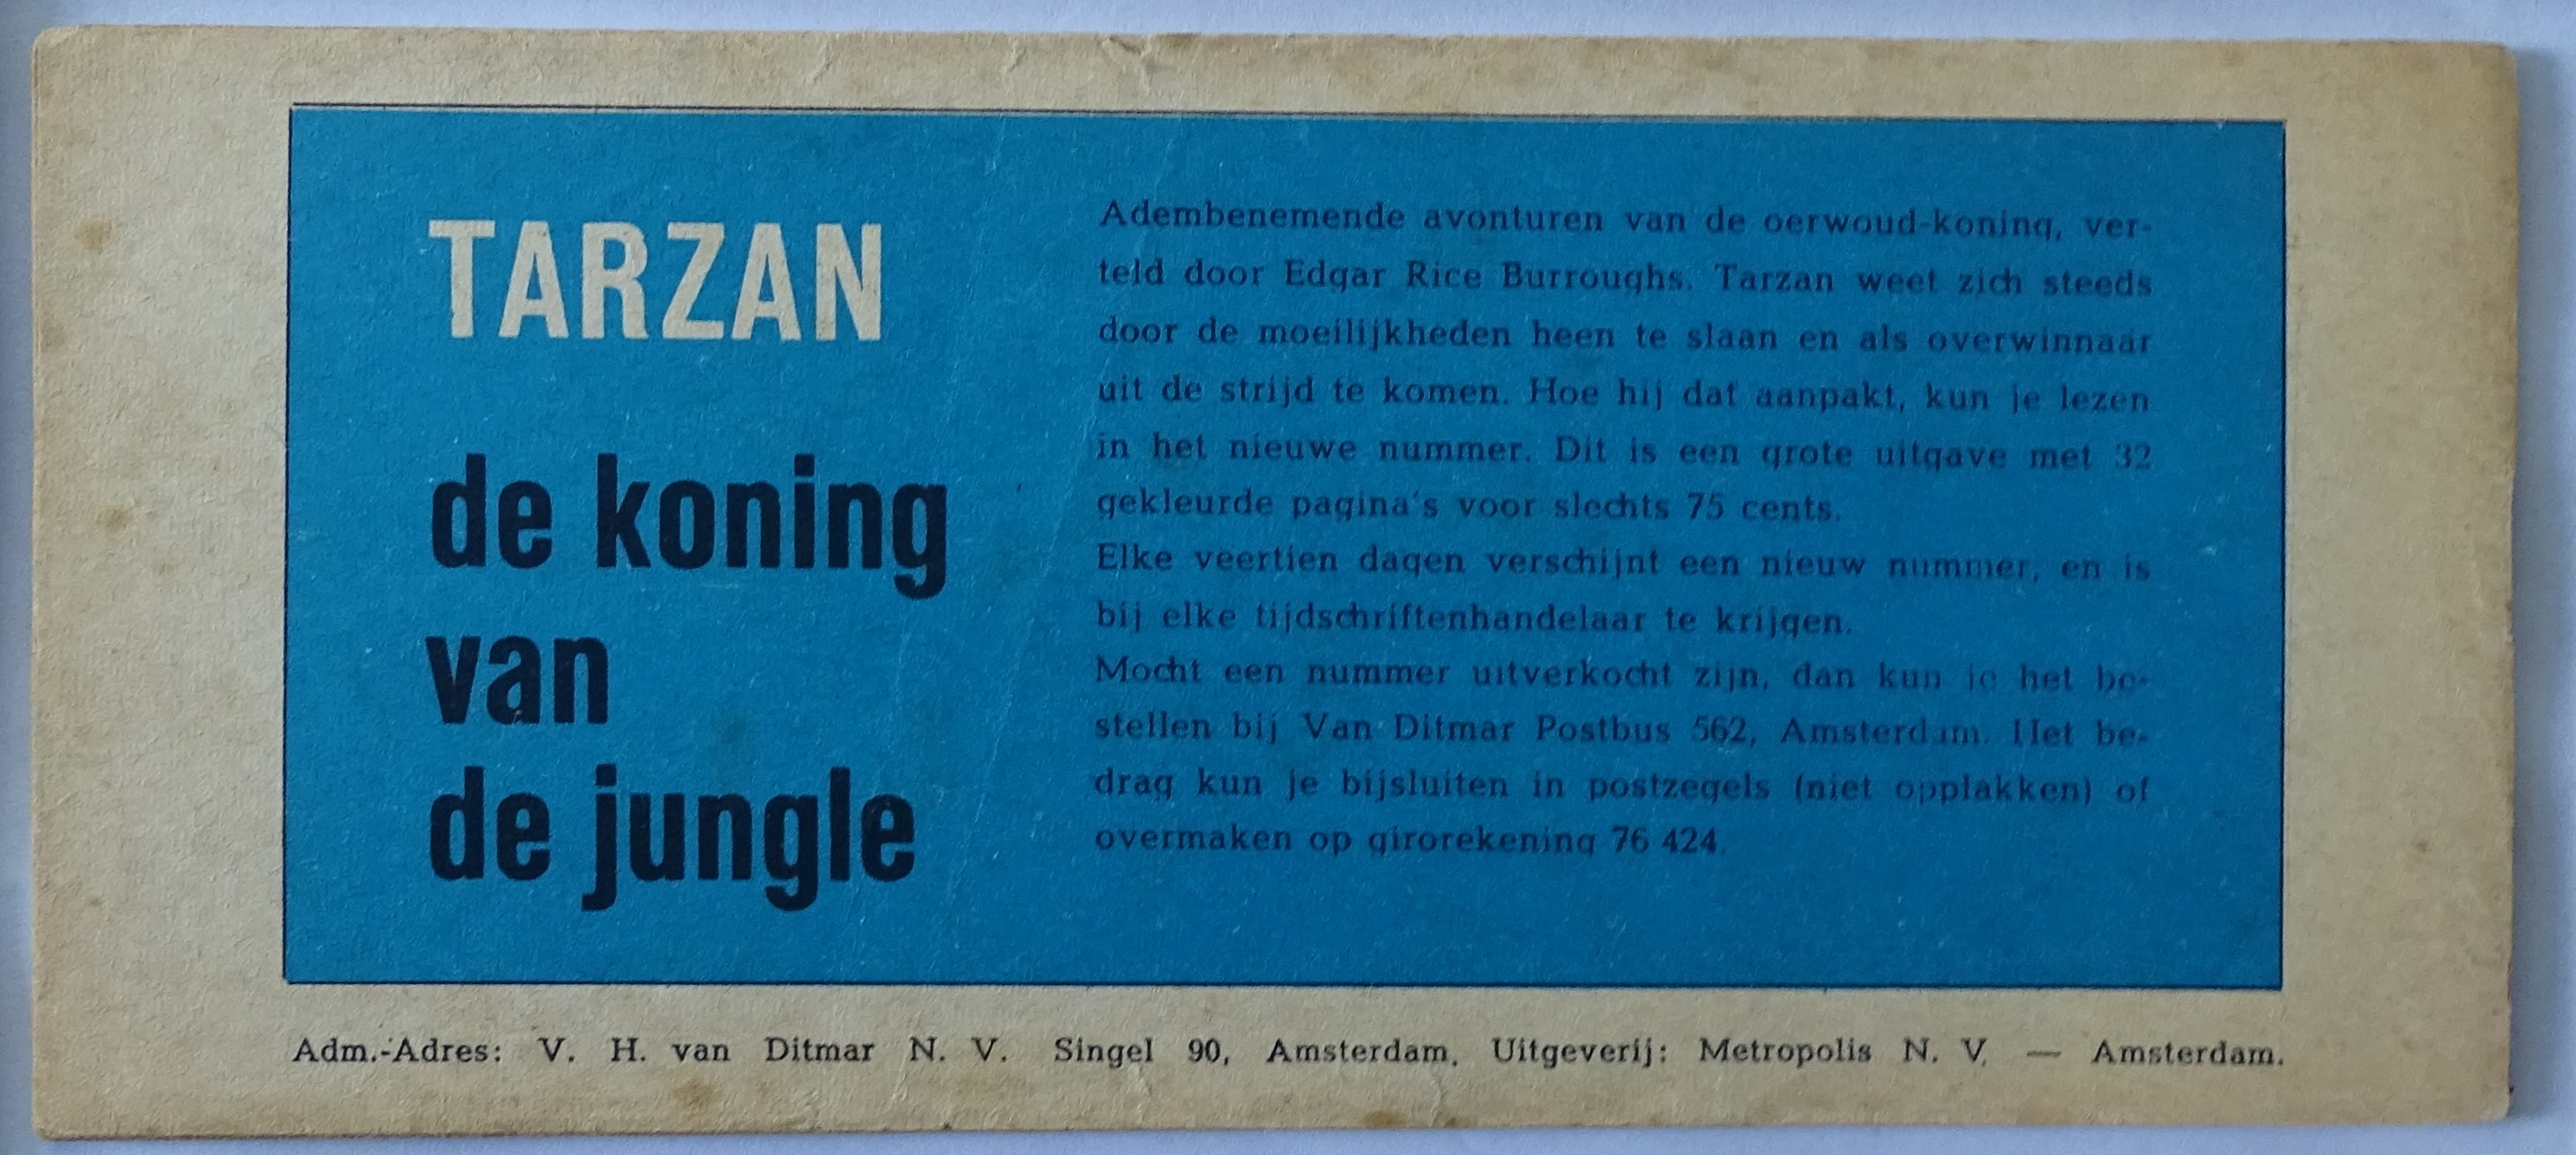 TARZAN
de koning
van
de jungle
Adembenemende avonturen van de oerwoud-koning, ver-
teld door Edgar Rice Burroughs. Tarzan weet zich steeds
door de moeilijkheden heen te slaan en als overwinnaar
uit de strijd te komen. Hoe hij dat aanpakt, kun je lezen
in het nieuwe nummer. Dit is een grote uitgave met 32
gekleurde pagina's voor slechts 75 cents.
Elke veertien dagen verschijnt een nieuw nummer, en is
bij elke tijdschriftenhandelaar te krijgen.
Mocht een nummer uitverkocht zijn, dan kun je het be-
stellen bij Van Ditmar Postbus 562, Amsterdam. Het be-
drag kun je bijsluiten in postzegels (niet opplakken) of
overmaken op girorekening 76 424.
Adm.-Adres: V. H. van Ditmar N. V. Singel 90, Amsterdam. Uitgeverij: Metropolis N. V. — Amsterdam.